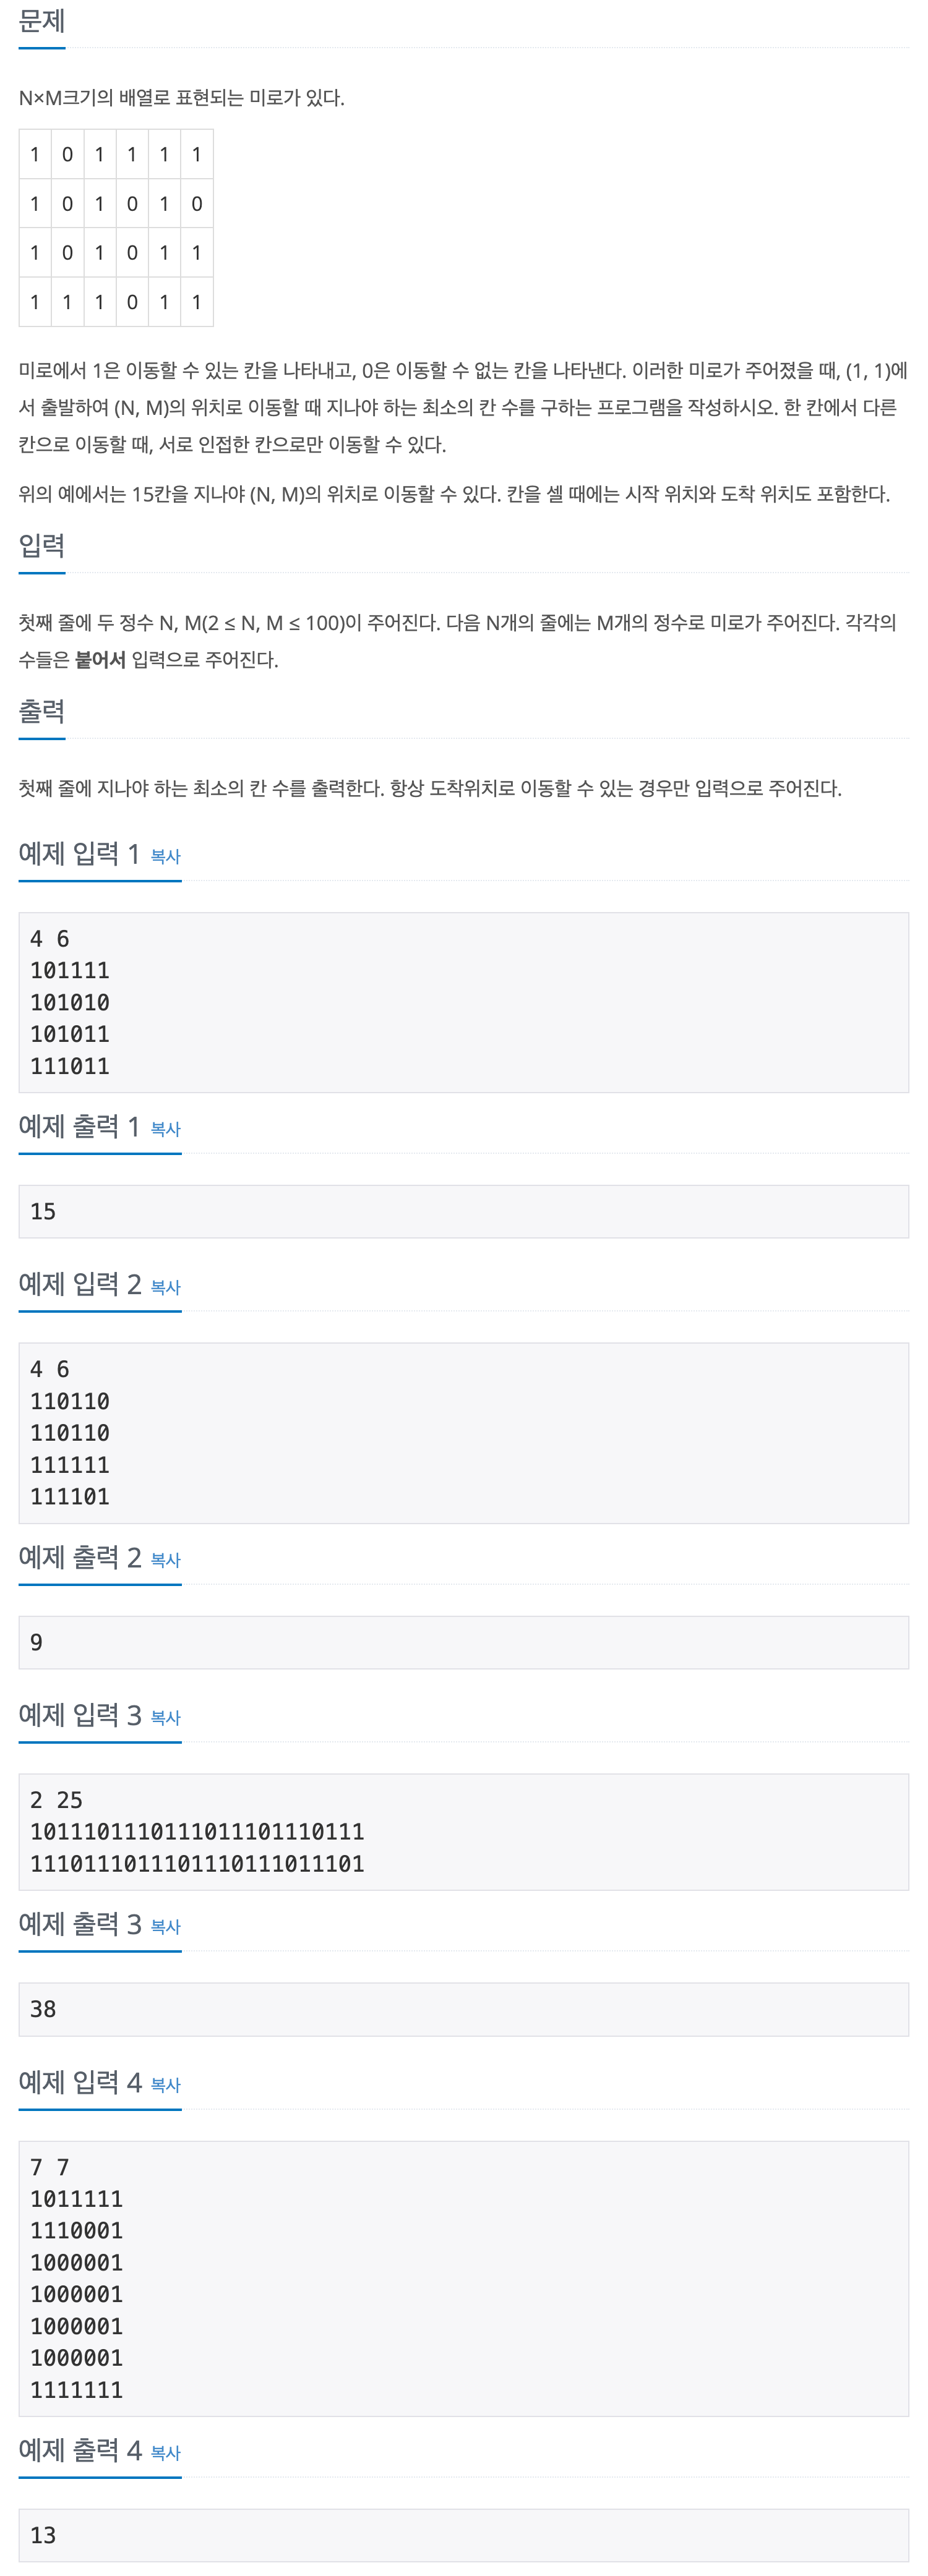 문제
N×M크기의 배열로 표현되는 미로가 있다.
1 0 1 1 1 1
1 0 1 0 1 0
1 0 1 0 1 1
1 1 1 0 1 1
미로에서 1은 이동할 수 있는 칸을 나타내고, 0은 이동할 수 없는 칸을 나타낸다. 이러한 미로가 주어졌을 때, (1, 1)에
서 출발하여 (N, M)의 위치로 이동할 때 지나야 하는 최소의 칸 수를 구하는 프로그램을 작성하시오. 한 칸에서 다른
칸으로 이동할 때, 서로 인접한 칸으로만 이동할 수 있다.
위의 예에서는 15칸을 지나야 (N, M)의 위치로 이동할 수 있다. 칸을 셀 때에는 시작 위치와 도착 위치도 포함한다.
입력
첫째 줄에 두 정수 N, M(2 ≤ N, M ≤ 100)이 주어진다. 다음 N개의 줄에는 M개의 정수로 미로가 주어진다. 각각의
수들은 붙어서 입력으로 주어진다.
출력
첫째 줄에 지나야 하는 최소의 칸 수를 출력한다. 항상 도착위치로 이동할 수 있는 경우만 입력으로 주어진다.
예제 입력 1 복사
4 6
101111
101010
101011
111011
예제 출력 1 복사
15
예제 입력 2 복사
4 6
110110
110110
111111
111101
예제 출력 2 복사
9
예제 입력 3 복사
2 25
1011101110111011101110111
1110111011101110111011101
예제 출력 3 복사
38
예제 입력 4 복사
7 7
1011111
1110001
1000001
1000001
1000001
1000001
1111111
예제 출력 4 복사
13